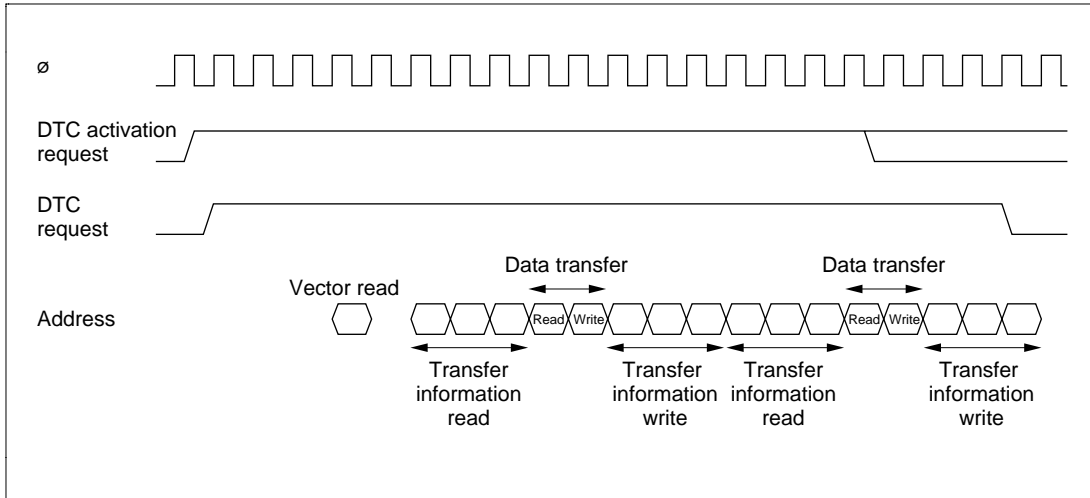 ø
DTC activation
request
DTC
request
Data transfer
Data transfer
Vector read
Address
Read
Write
Read
Write
Transfer
information
read
Transfer
information
write
Transfer
information
read
Transfer
information
write